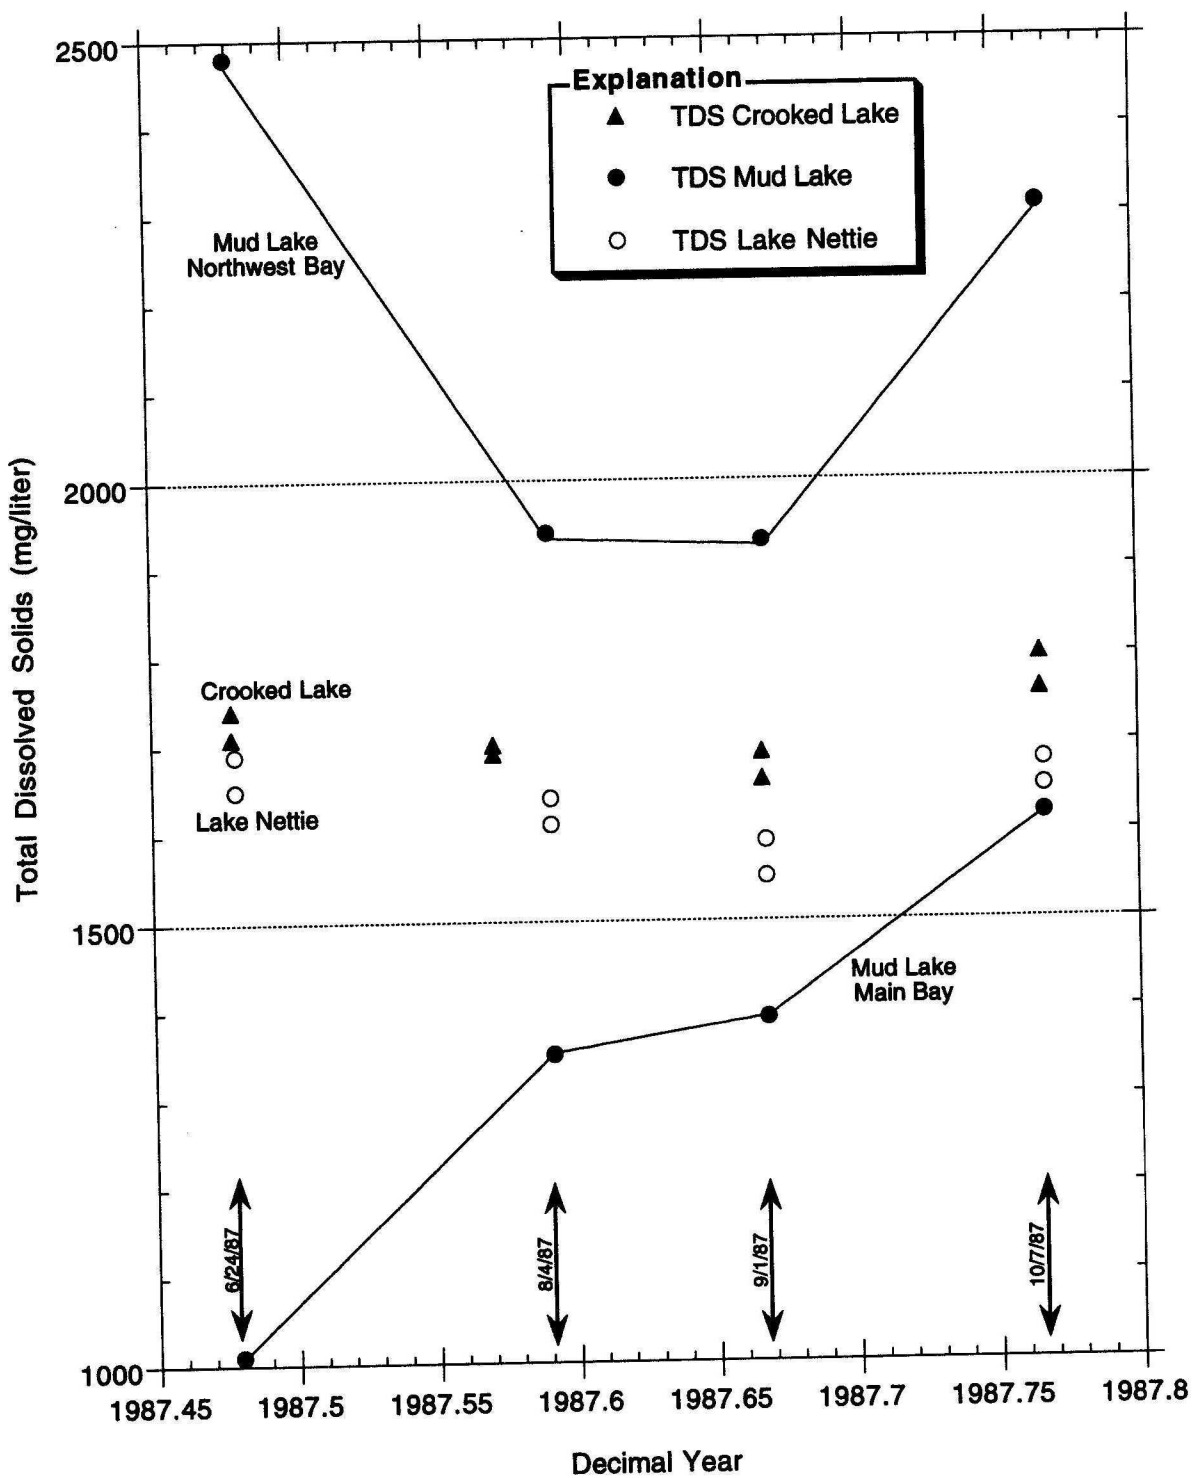 2500
Explanation
TDS Crooked Lake
TDS Mud Lake
TDS Lake Nettie
Mud Lake
Northwest Bay
2000
Total Dissolved Solids (mg/liter)
Crooked Lake
Lake Nettie
1500
Mud Lake
Main Bay
6/24/87
8/4/87
9/1/87
10/7/87
1000
1987.45 1987.5 1987.55 1987.6 1987.65 1987.7 1987.75 1987.8
Decimal Year